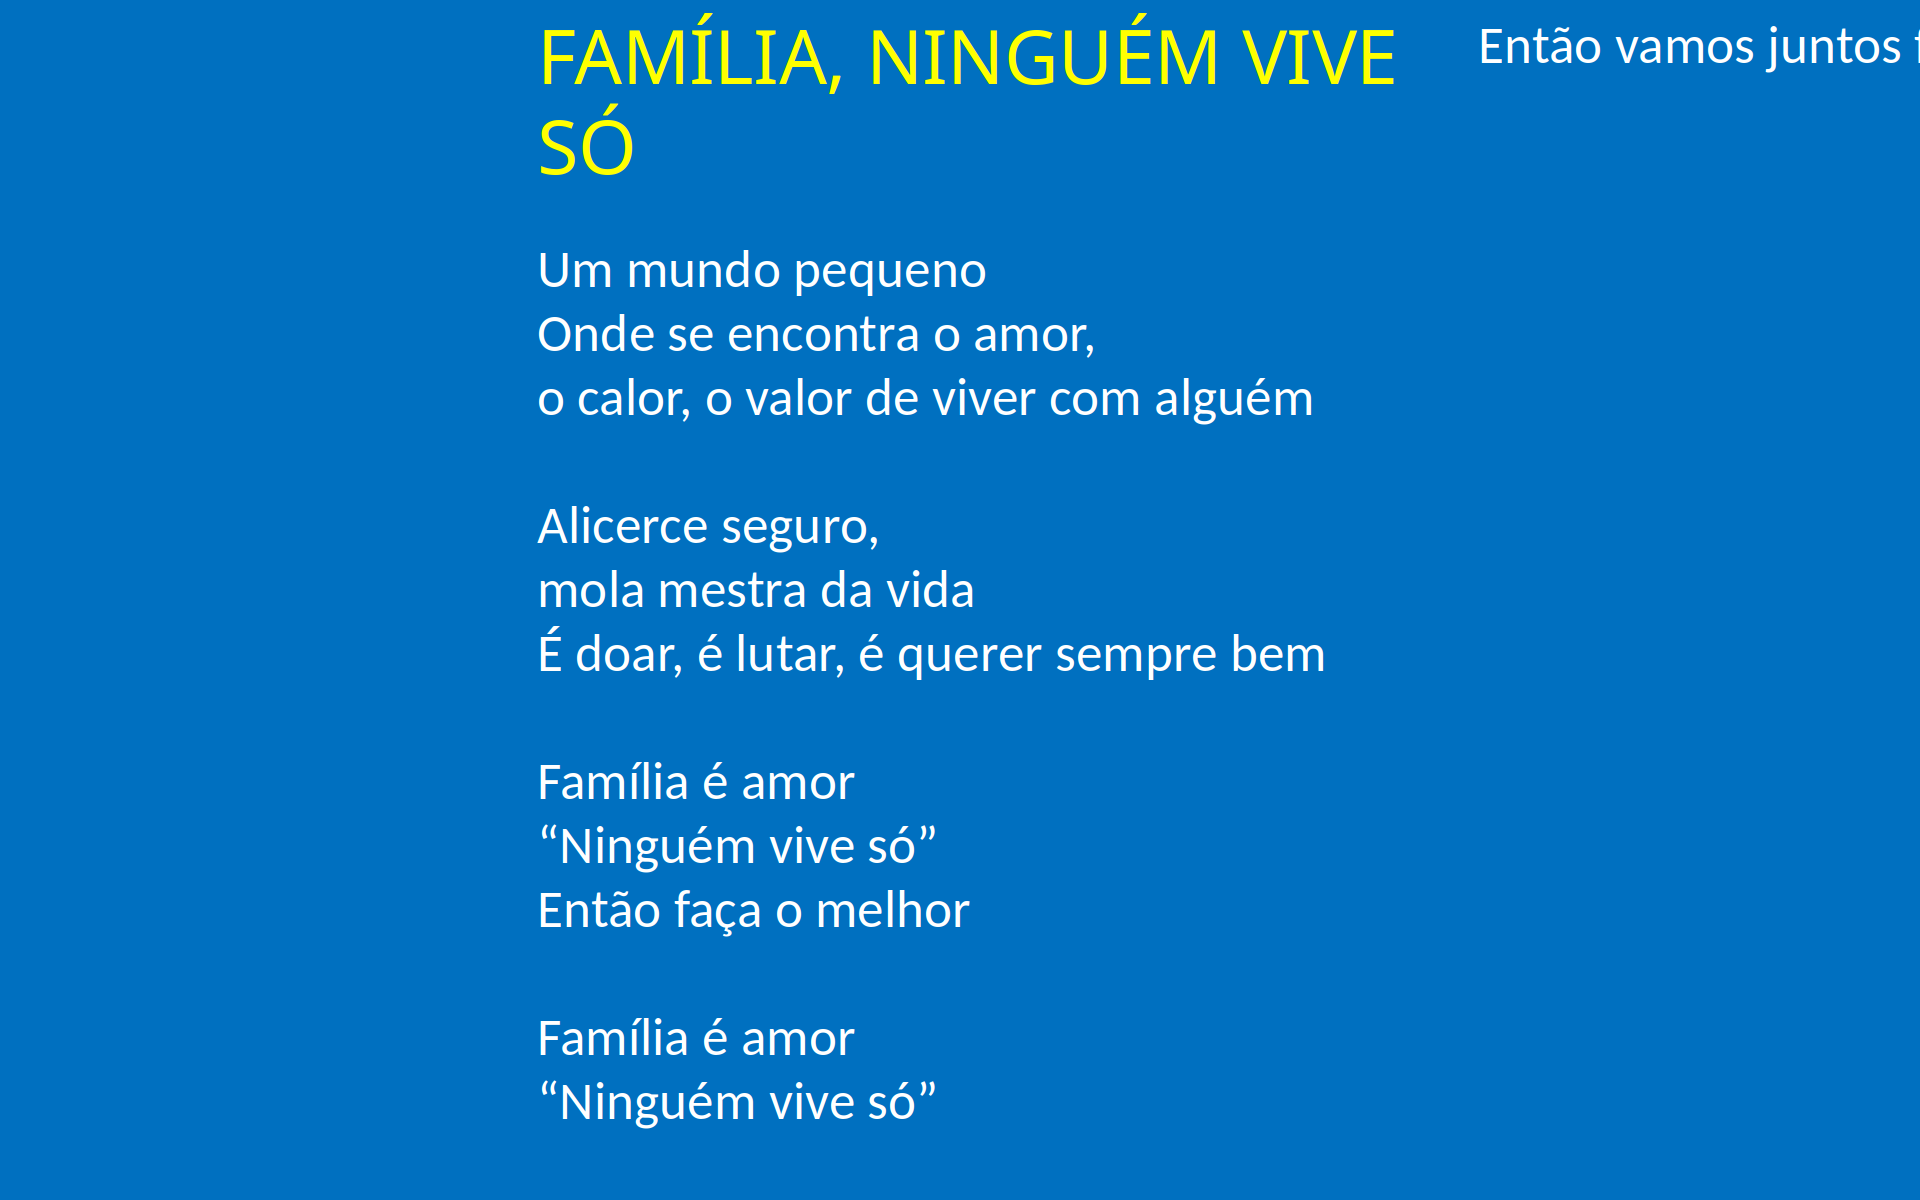 FAMÍLIA, NINGUÉM VIVE
SÓ
Um mundo pequeno
Onde se encontra o amor,
o calor, o valor de viver com alguém
Alicerce seguro,
mola mestra da vida
É doar, é lutar, é querer sempre bem
Família é amor
“Ninguém vive só”
Então faça o melhor
Família é amor
“Ninguém vive só”
Então vamos juntos